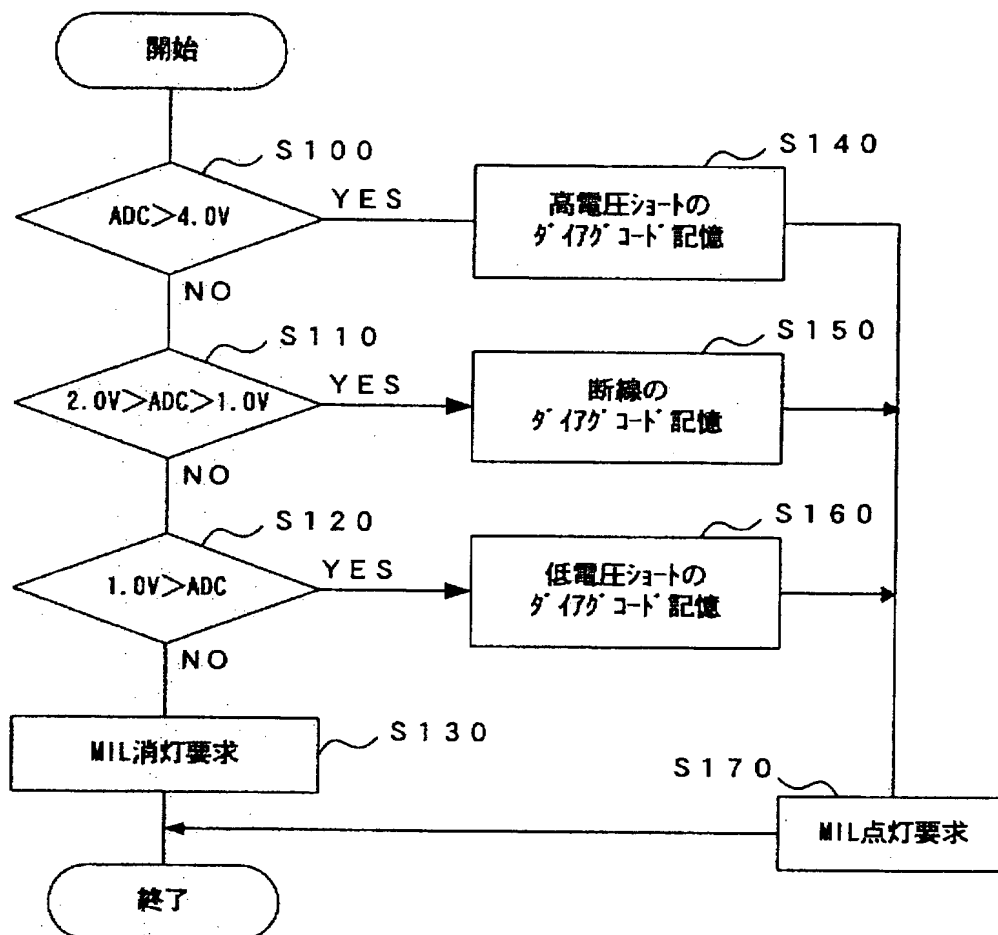 開始
S100
ADC＞4.0V
YES
NO
S140
高電圧ｼｮｰﾄの
ﾀﾞｲｱｸﾞｺｰﾄﾞ記憶
S110
2.0V＞ADC＞1.0V
YES
NO
S150
断線の
ﾀﾞｲｱｸﾞｺｰﾄﾞ記憶
S120
1.0V＞ADC
YES
NO
S160
低電圧ｼｮｰﾄの
ﾀﾞｲｱｸﾞｺｰﾄﾞ記憶
S130
MIL消灯要求
S170
MIL点灯要求
終了